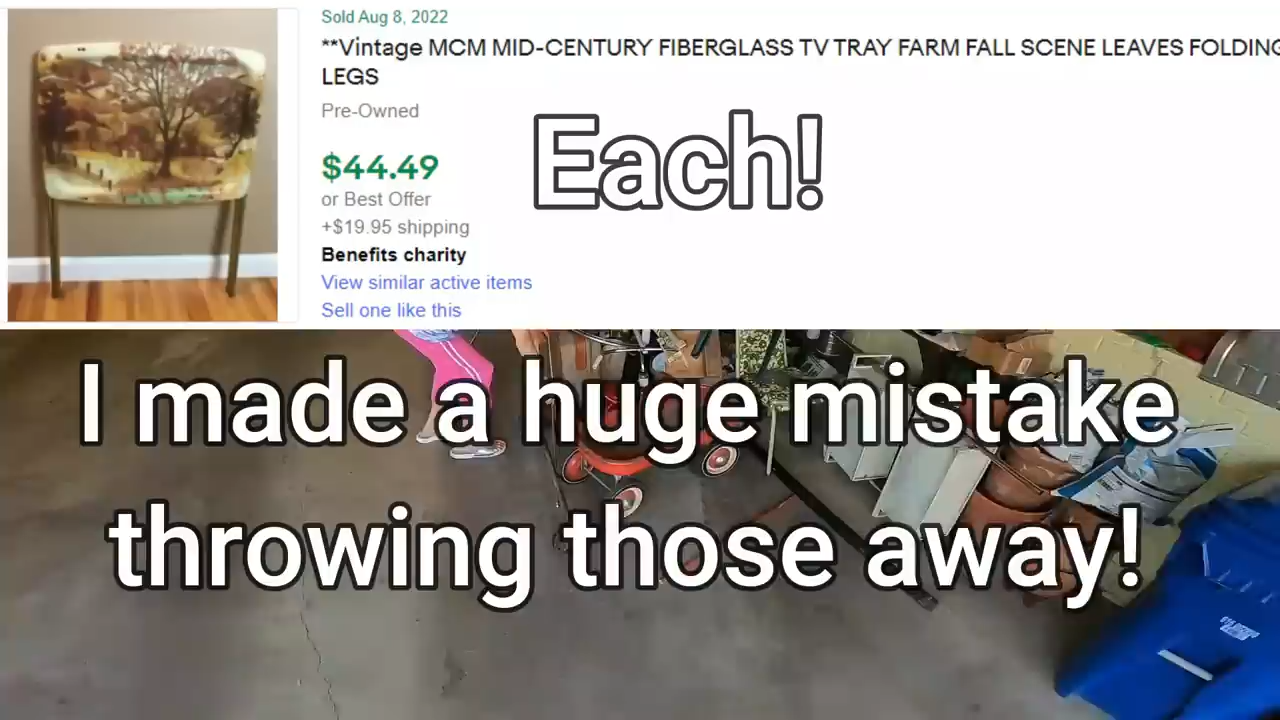 Sold Aug 8, 2022
**Vintage MCM MID-CENTURY FIBERGLASS TV TRAY FARM FALL SCENE LEAVES FOLDING
LEGS
Pre-Owned
Each!
$44.49
or Best Offer
+$19.95 shipping
Benefits charity
View similar active items
Sell one like this
I made a huge mistake
throwing those away!